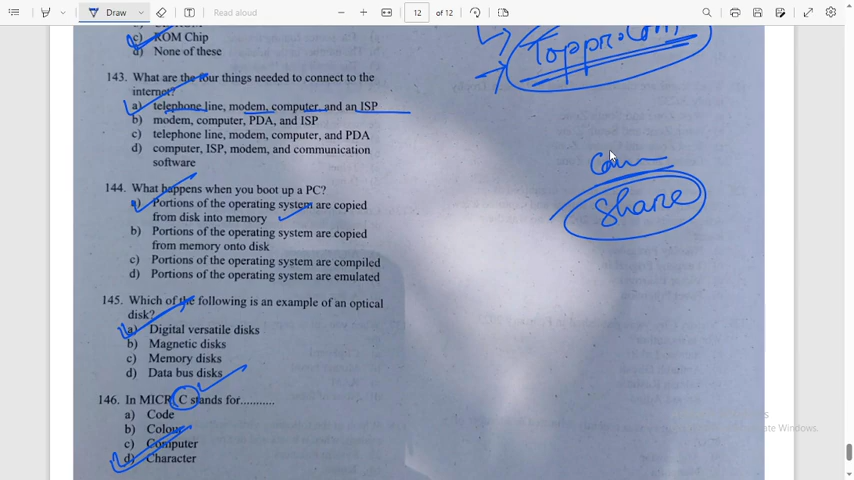 Draw
Read aloud
12 of 12
c) ROM Chip
d) None of these
143. What are the four things needed to connect to the
internet?
a) telephone line, modem, computer and an ISP
b) modem, computer, PDA, and ISP
c) telephone line, modem, computer, and PDA
d) computer, ISP, modem, and communication
software
144. What happens when you boot up a PC?
a) Portions of the operating system are copied
from disk into memory
b) Portions of the operating system are copied
from memory onto disk
c) Portions of the operating system are compiled
d) Portions of the operating system are emulated
145. Which of the following is an example of an optical
disk?
a) Digital versatile disks
b) Magnetic disks
c) Memory disks
d) Data bus disks
146. In MICR, C stands for..........
a) Code
b) Colour
c) Computer
d) Character
Share